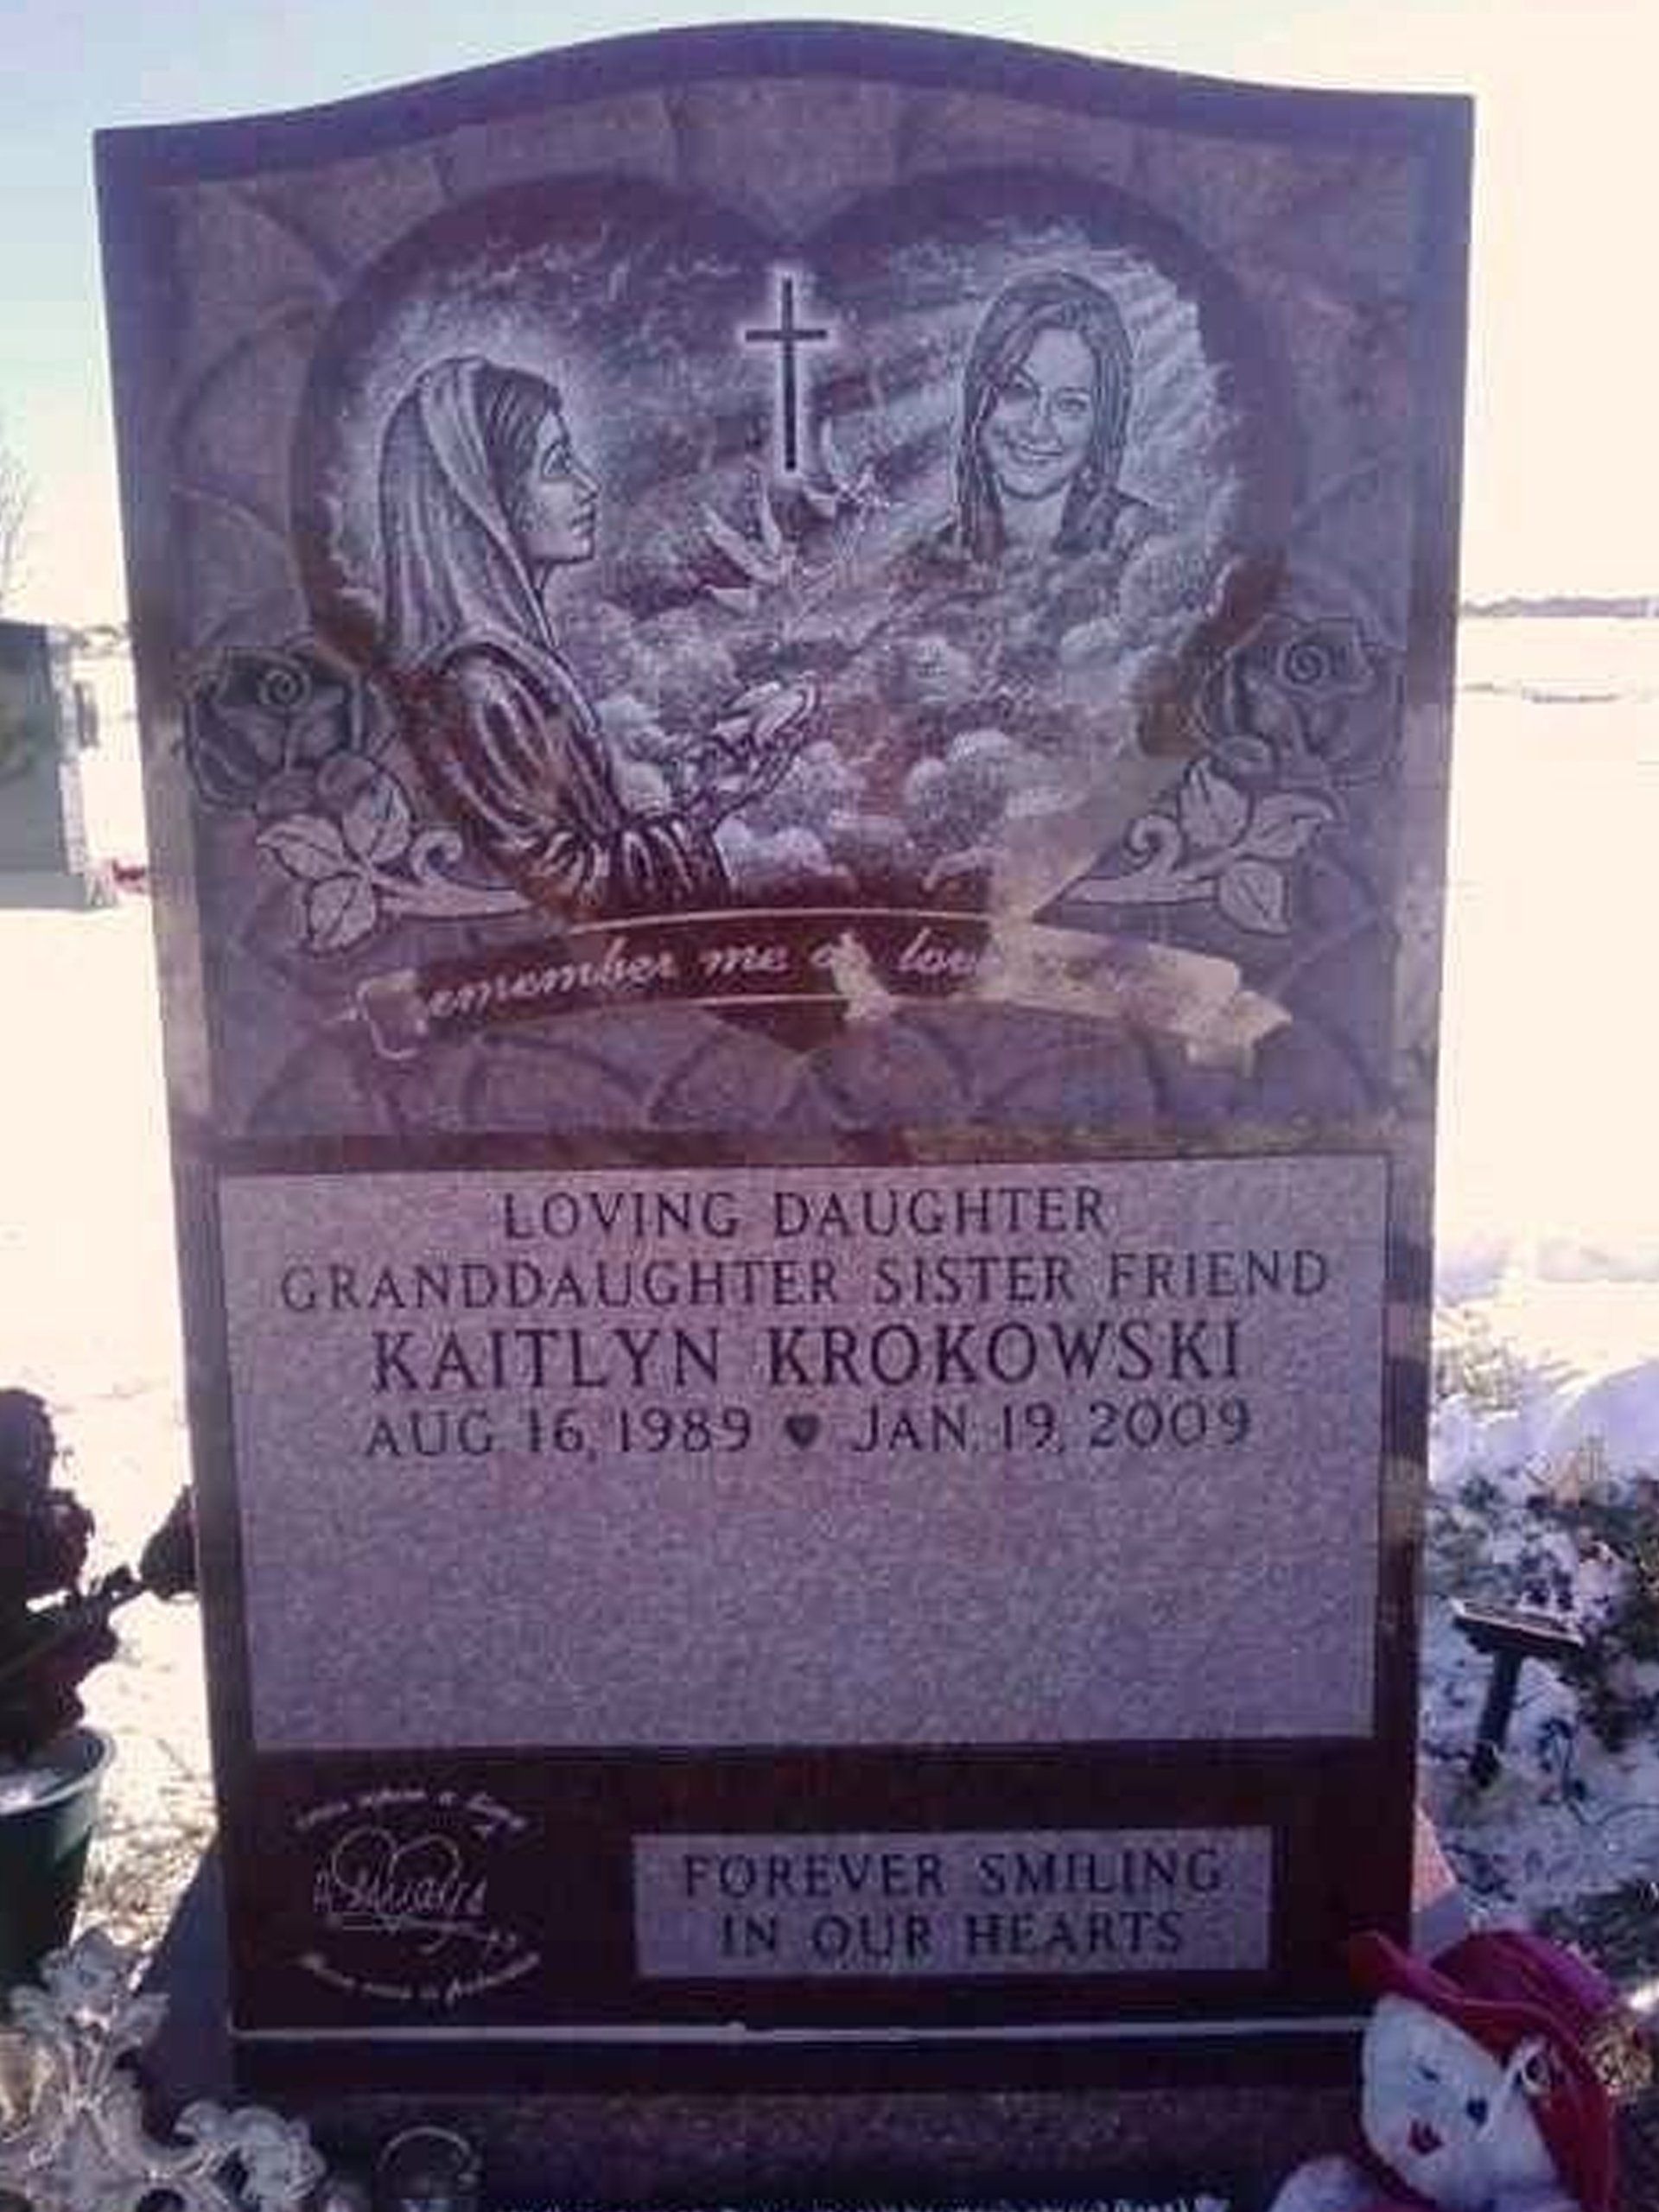 Remember me
LOVING DAUGHTER
GRANDDAUGHTER SISTER FRIEND
KAITLYN KROKOWSKI
AUG 16, 1989 ♥ JAN 19, 2009
FOREVER SMILING
IN OUR HEARTS